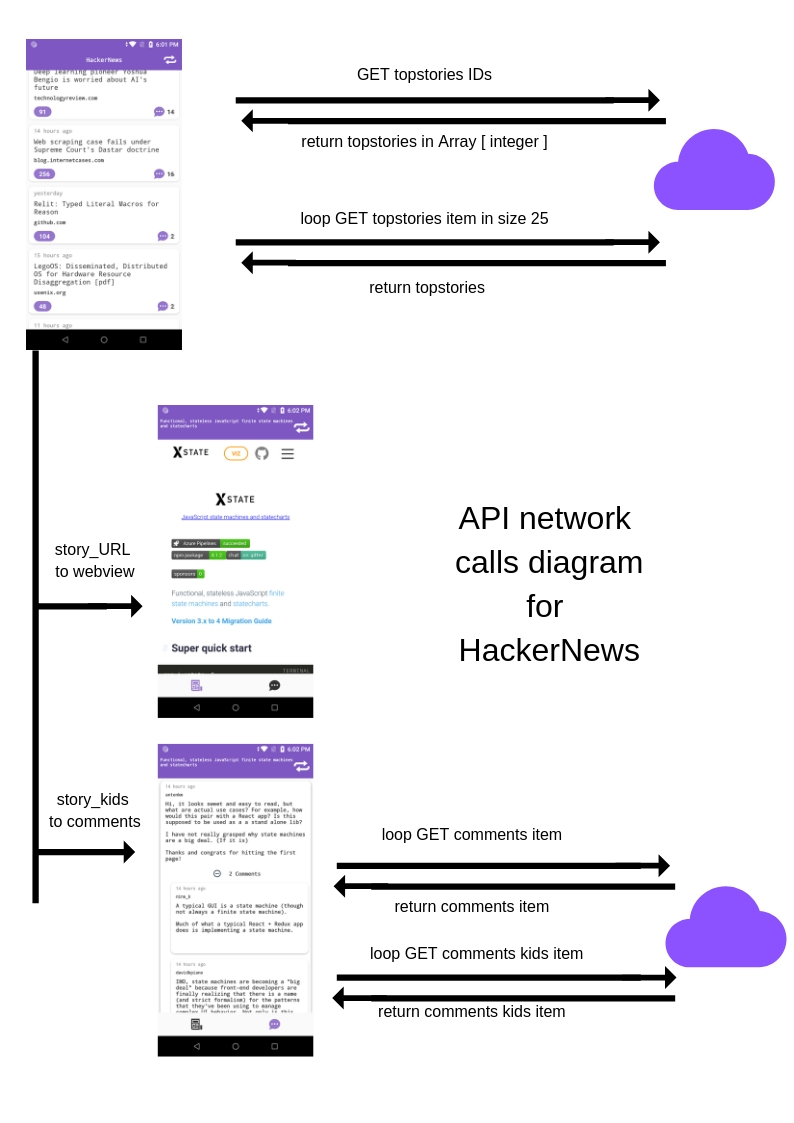 6:01 PM
HackerNews
Deep learning pioneer Yoshua
Bengio is worried about AI's
future
technologyreview.com
91
14
14 hours ago
Web scraping case fails under
Supreme Court's Dastar doctrine
blog.internetcases.com
256
16
yesterday
Relit: Typed Literal Macros for
Reason
github.com
104
2
15 hours ago
LegoOS: Disseminated, Distributed
OS for Hardware Resource
Disaggregation [pdf]
usenix.org
48
2
11 hours ago
GET topstories IDs
return topstories in Array [ integer ]
loop GET topstories item in size 25
return topstories
6:02 PM
Functional, stateless JavaScript finite state machines
and statecharts
XSTATE
VIZ
XSTATE
JavaScript state machines and statecharts
Azure Pipelines succeeded
npm package
chat on gitter
sponsors 0
Functional, stateless JavaScript finite
state machines and statecharts.
Version 3.x to 4 Migration Guide
Super quick start
TERMINAL
story_URL
to webview
API network
calls diagram
for
HackerNews
story_kids
to comments
6:02 PM
Functional, stateless JavaScript finite state machines
and statecharts
14 hours ago
Hi, it looks sweet and easy to read, but
what are actual use cases? For example, how
would this pair with a React app? Is this
supposed to be used as a a stand alone lib?
I have not really grasped why state machines
are a big deal. (If it is)
Thanks and congrats for hitting the first
page!
2 Comments
14 hours ago
A typical GUI is a state machine (though
not always a finite state machine).
Much of what a typical React + Redux app
does is implementing a state machine.
14 hours ago
davidkpiano
IMO, state machines are becoming a "big
deal" because front-end developers are
finally realizing that there is a name
(and strict formalism) for the patterns
that they've been using to manage
complex UI behavior. Not only is this
loop GET comments item
return comments item
loop GET comments kids item
return comments kids item